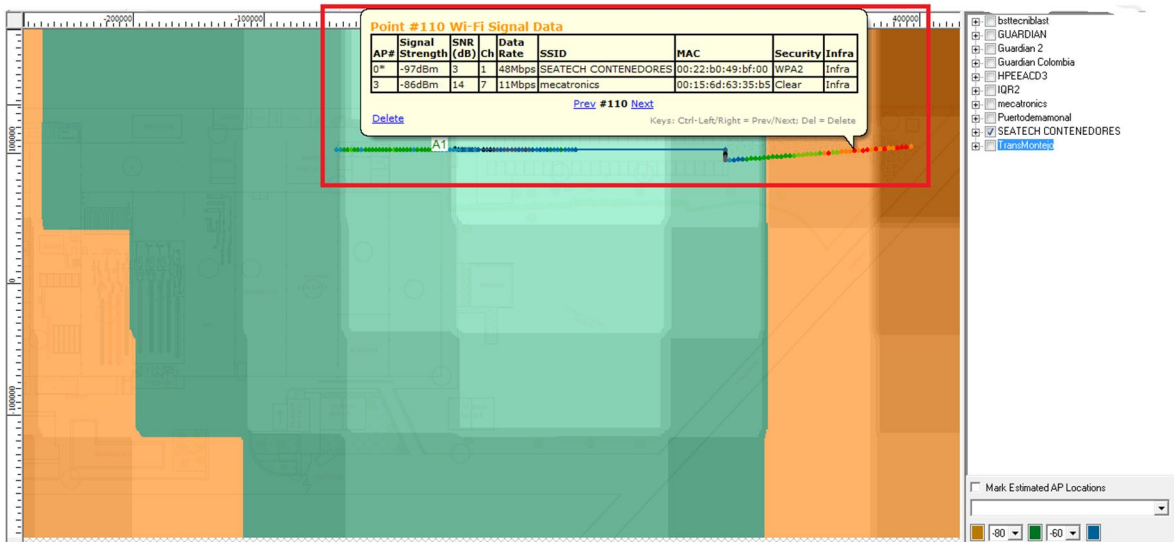 -200000
-100000
400000
Point #110 Wi-Fi Signal Data
AP# Signal Strength SNR (dB) Ch Data Rate SSID MAC Security Infra
0* -97dBm 3 1 48Mbps SEATECH CONTENEDORES 00:22:b0:49:bf:00 WPA2 Infra
3 -86dBm 14 7 11Mbps mecatronics 00:15:6d:63:35:b5 Clear Infra
Prev #110 Next
Delete
Keys: Ctrl-Left/Right = Prev/Next; Del = Delete
A1
100000
0
100000
bsttecniblast
GUARDIAN
Guardian 2
Guardian Colombia
HPEEACD3
IQR2
mecatronics
Puertodemamonal
SEATECH CONTENEDORES
TransMontejo
Mark Estimated AP Locations
-80
-60